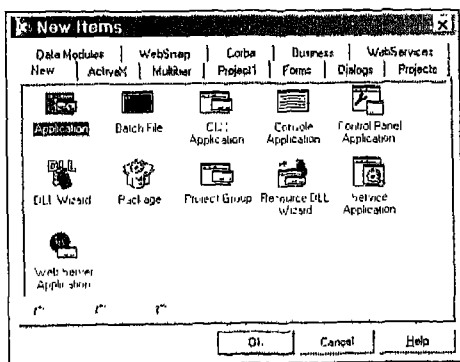 New Items
Data Modules WebSnap Corba Business WebServices
New ActiveX Multitier Project1 Forms Dialogs Projects
Application Batch File CLX Application Console Application Control Panel Application
DLL Wizard Package Project Group Resource DLL Wizard Service Application
Web Server Application
OK Cancel Help